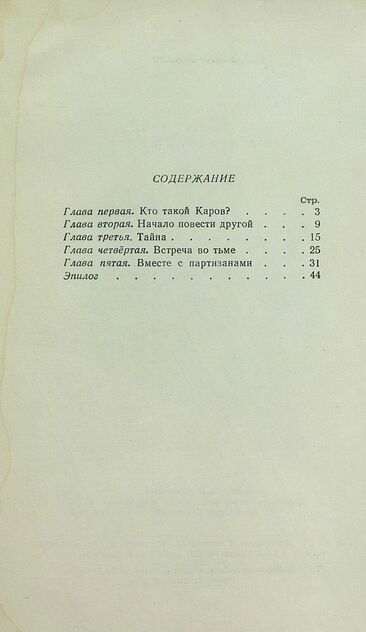 СОДЕРЖАНИЕ
Стр.
Глава первая. Кто такой Каров? . . . . 3
Глава вторая. Начало повести другой . . . 9
Глава третья. Тайна . . . . . . . . 15
Глава четвёртая. Встреча во тьме . . . . 25
Глава пятая. Вместе с партизанами . . . 31
Эпилог . . . . . . . . . . . 44